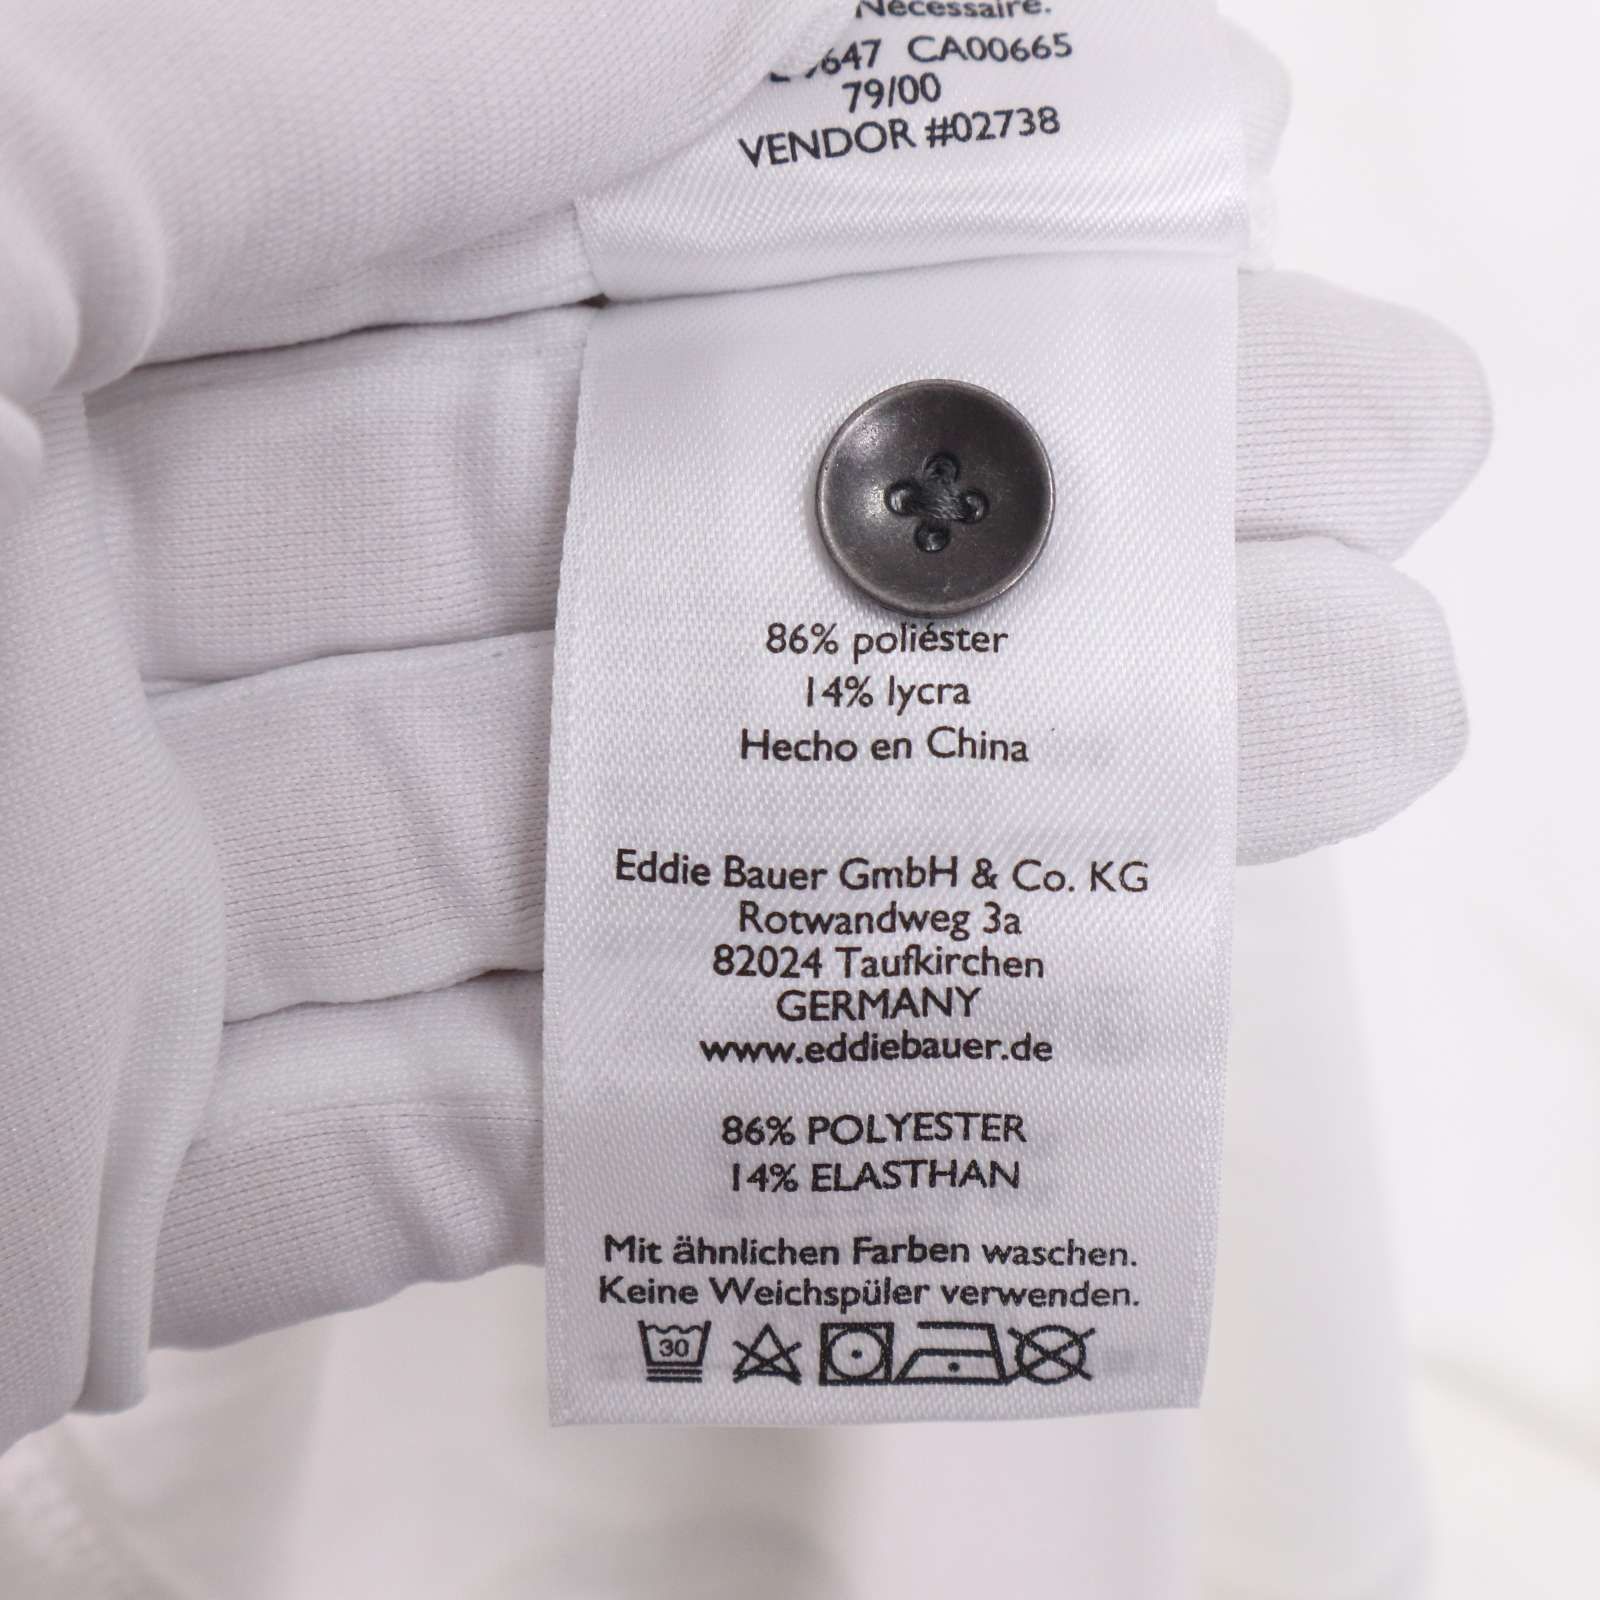 Nécessaire.
CA00665
79/00
VENDOR #02738
86% poliéster
14% lycra
Hecho en China
Eddie Bauer GmbH & Co. KG
Rotwandweg 3a
82024 Taufkirchen
GERMANY
www.eddiebauer.de
86% POLYESTER
14% ELASTHAN
Mit ähnlichen Farben waschen.
Keine Weichspüler verwenden.
30